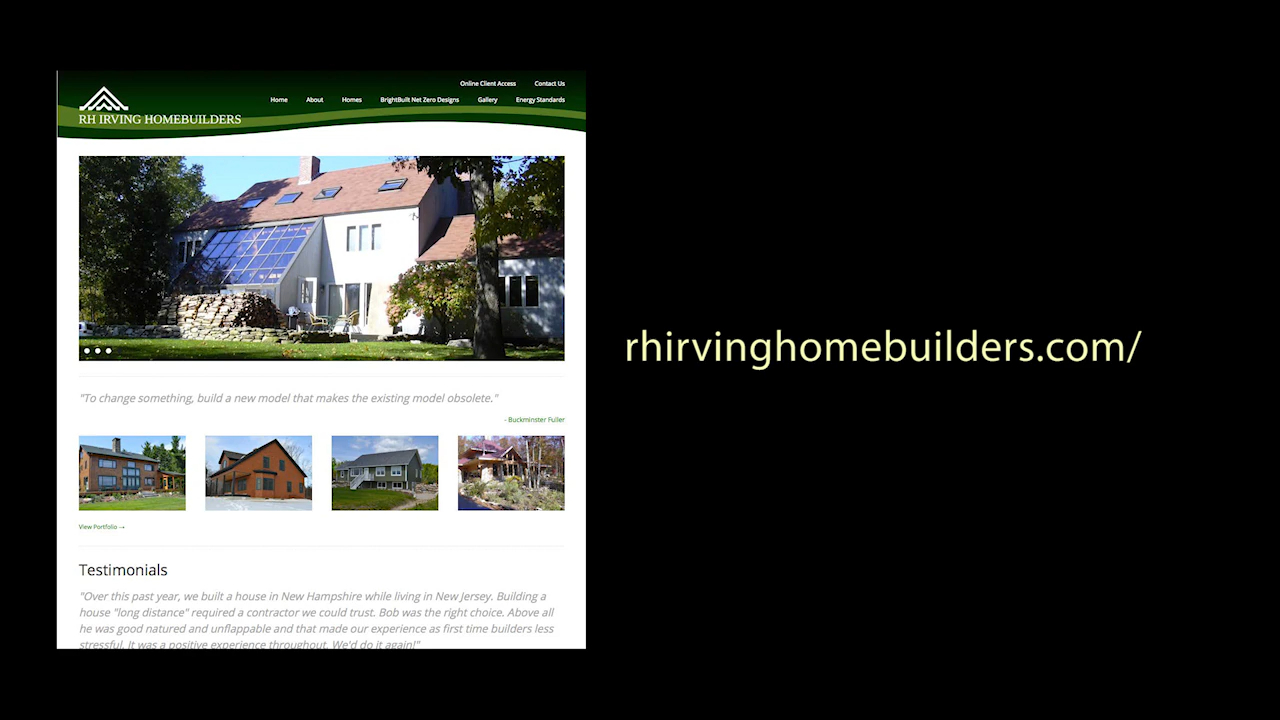 Online Client Access Contact Us
Home About Homes BrightBuilt Net Zero Designs Gallery Energy Standards
RH IRVING HOMEBUILDERS
rhirvinghomebuilders.com/
"To change something, build a new model that makes the existing model obsolete."
- Buckminster Fuller
View Portfolio →
Testimonials
"Over this past year, we built a house in New Hampshire while living in New Jersey. Building a
house "long distance" required a contractor we could trust. Bob was the right choice. Above all
he was good natured and unflappable and that made our experience as first time builders less
stressful. It was a positive experience throughout. We'd do it again!"